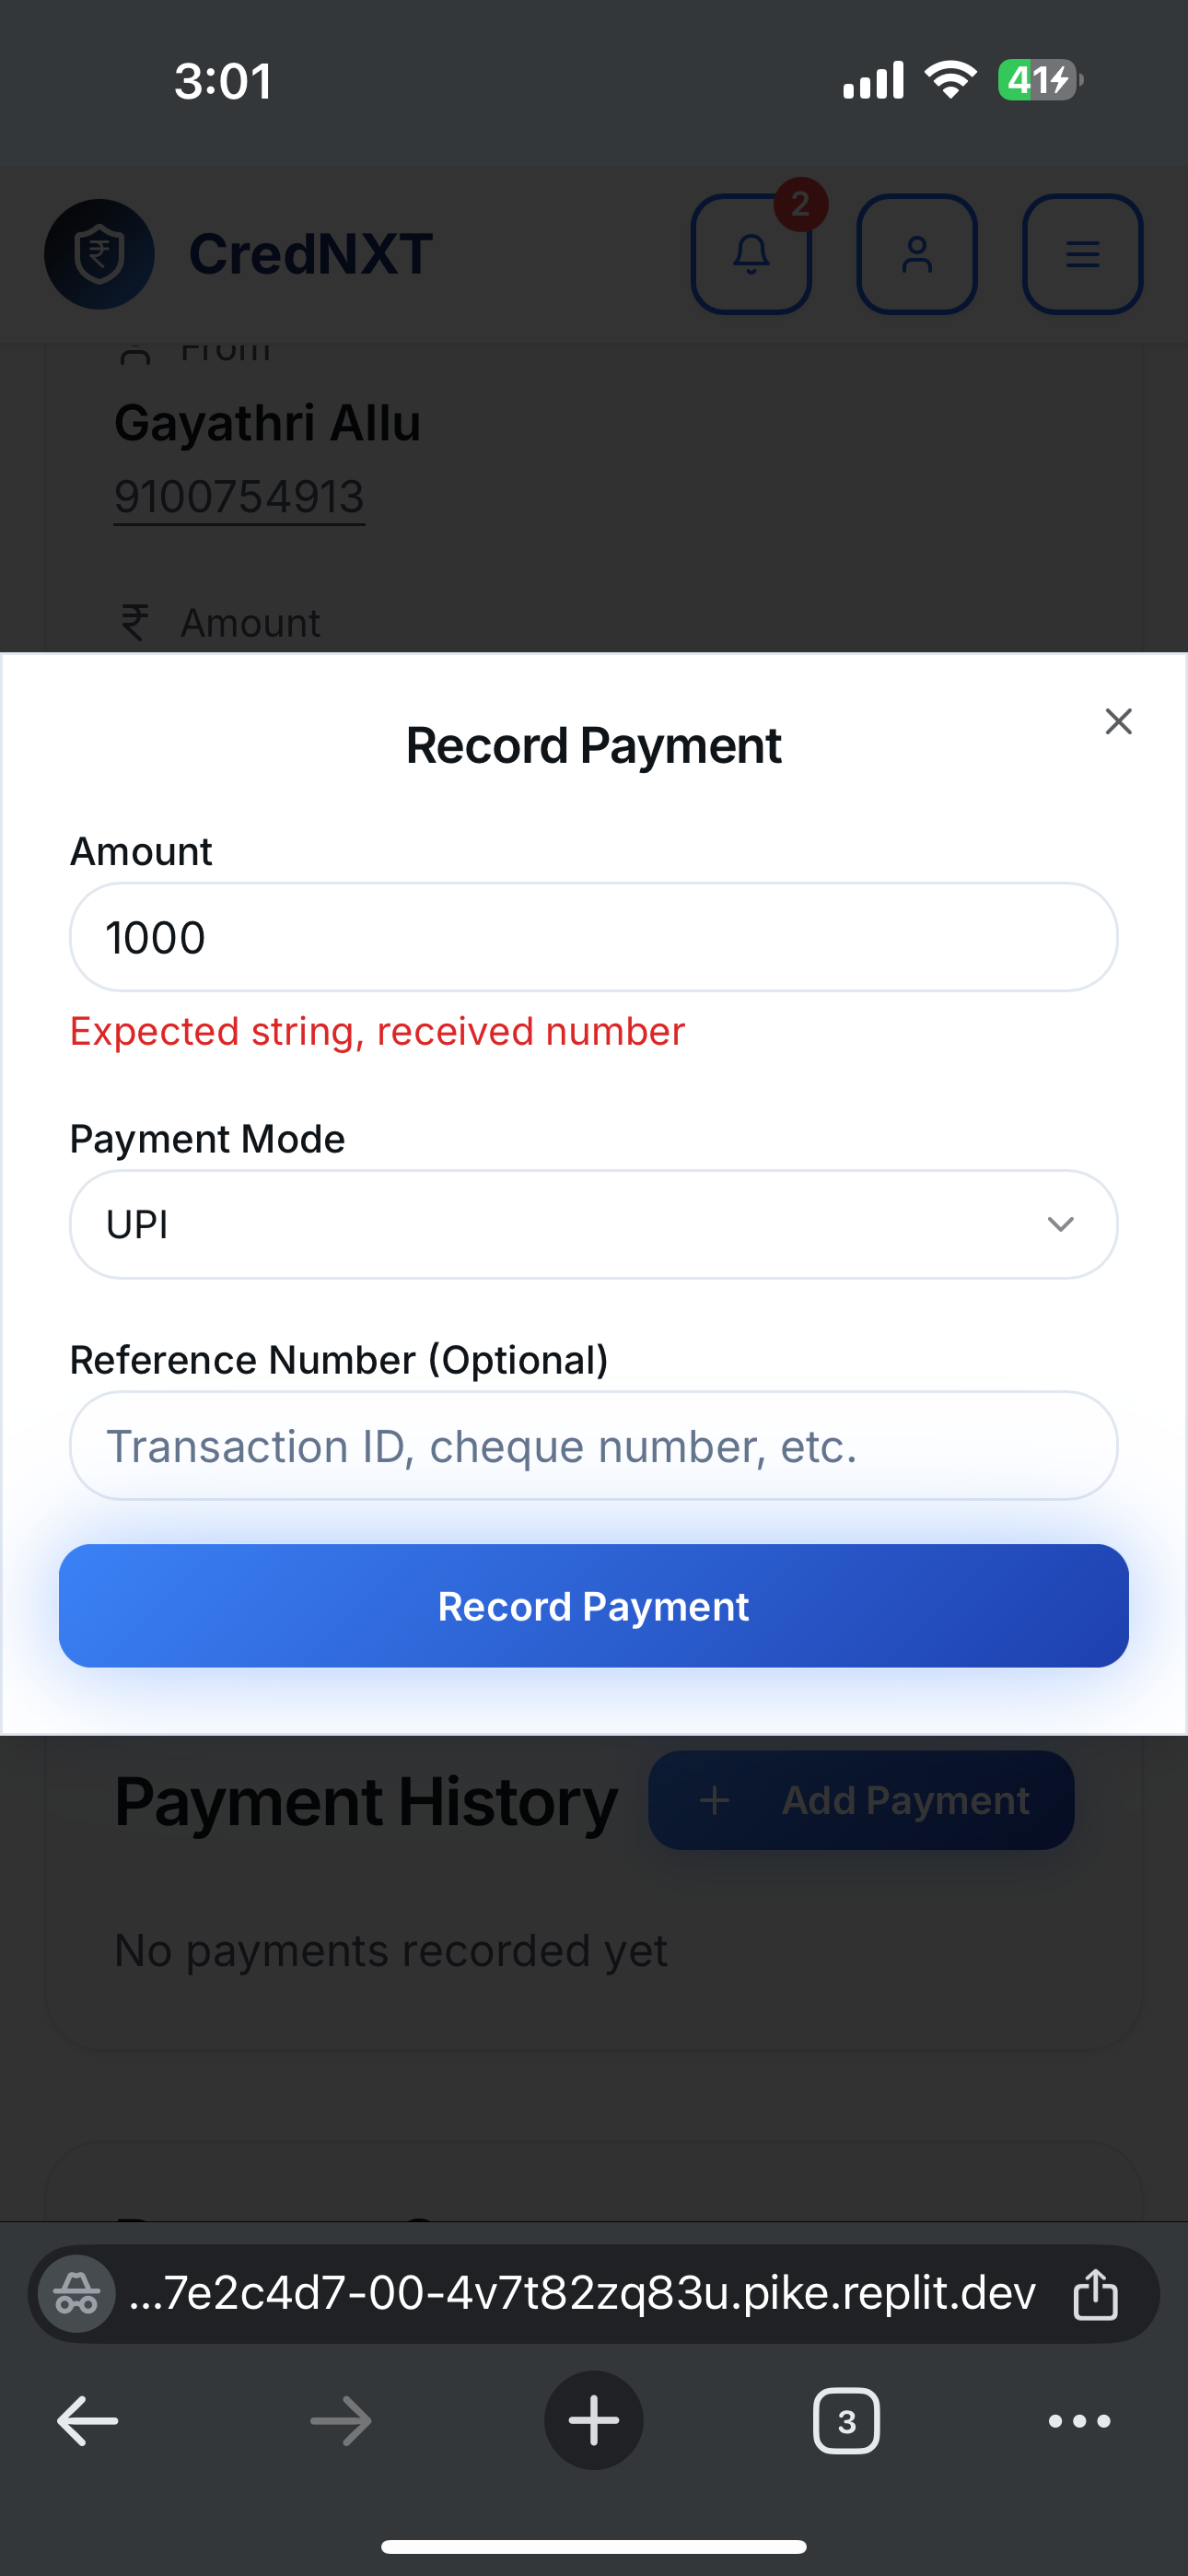 3:01
41
CredNXT
2
From
Gayathri Allu
9100754913
₹ Amount
Record Payment
Amount
1000
Expected string, received number
Payment Mode
UPI
Reference Number (Optional)
Transaction ID, cheque number, etc.
Record Payment
Payment History
+ Add Payment
No payments recorded yet
...7e2c4d7-00-4v7t82zq83u.pike.replit.dev
3